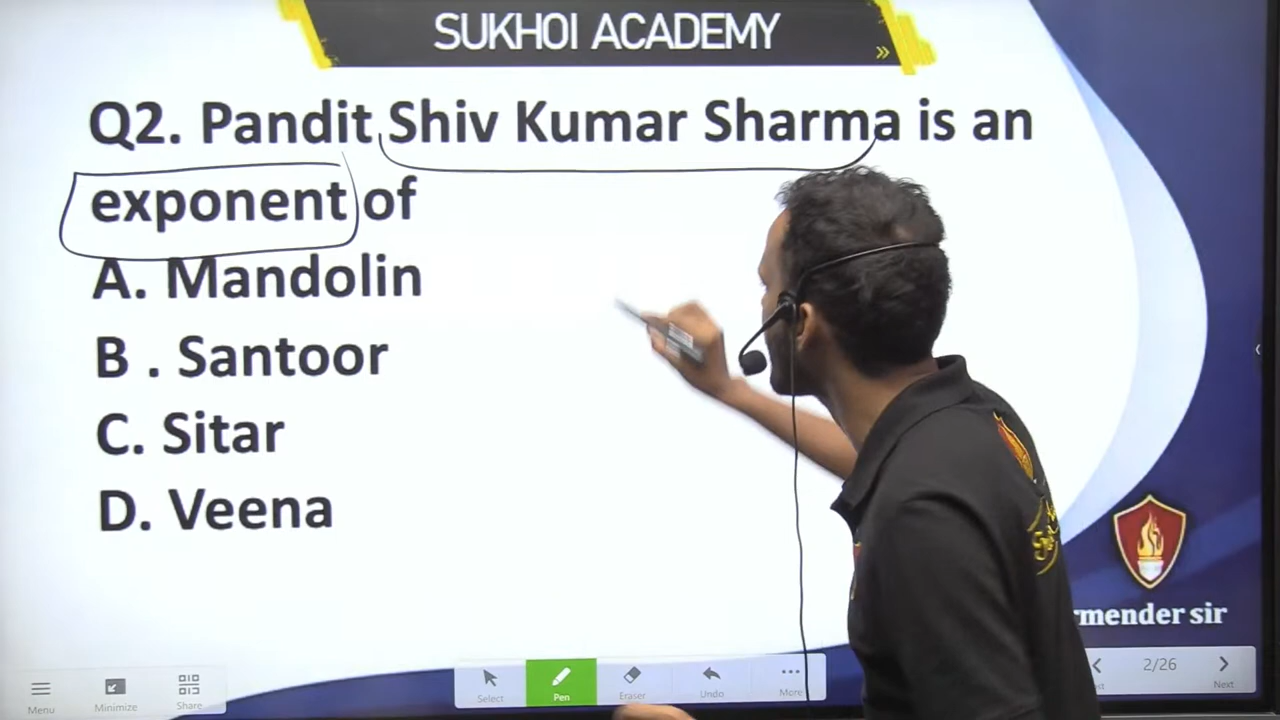 SUKHOI ACADEMY
Q2. Pandit Shiv Kumar Sharma is an
exponent of
A. Mandolin
B . Santoor
C. Sitar
D. Veena
rmender sir
Menu
Minimize
Share
Select
Pen
Eraser
Undo
More
2/26
Next